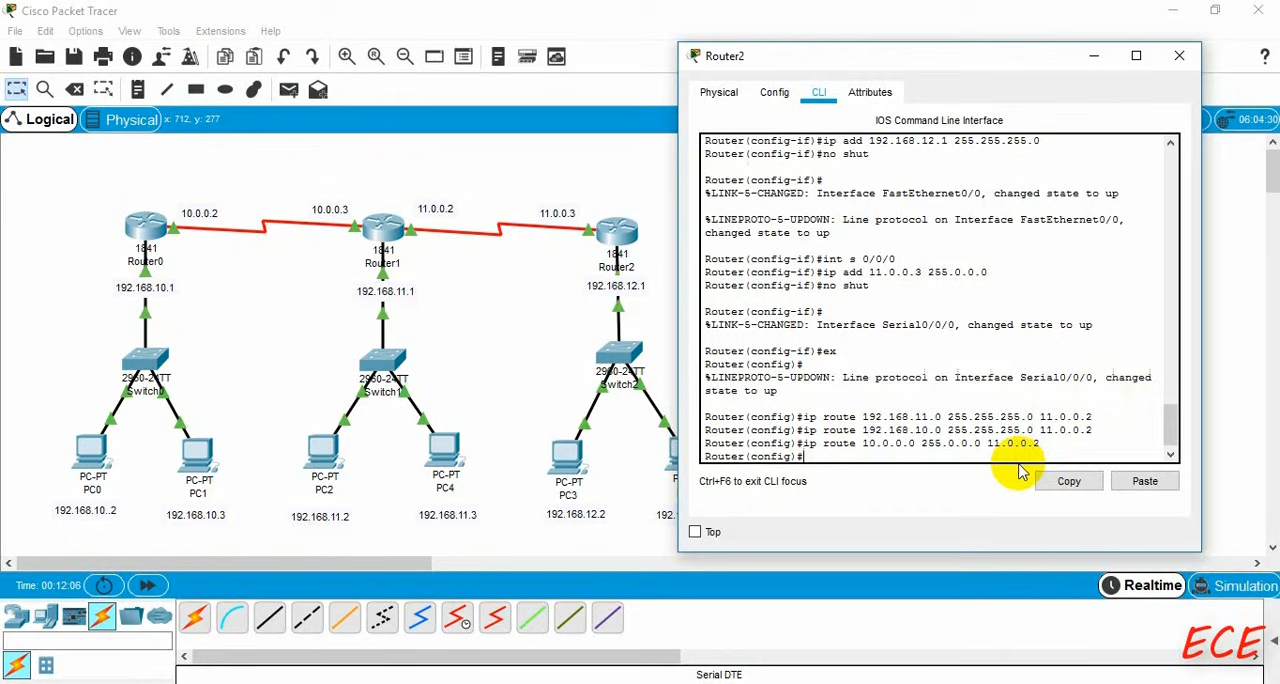 Cisco Packet Tracer
File Edit Options View Tools Extensions Help
Logical Physical x: 712, y: 277
06:04:30
Router2
Physical Config CLI Attributes
IOS Command Line Interface
Router(config-if)#ip add 192.168.12.1 255.255.255.0
Router(config-if)#no shut
Router(config-if)#
%LINK-5-CHANGED: Interface FastEthernet0/0, changed state to up
%LINEPROTO-5-UPDOWN: Line protocol on Interface FastEthernet0/0,
changed state to up
Router(config-if)#int s 0/0/0
Router(config-if)#ip add 11.0.0.3 255.0.0.0
Router(config-if)#no shut
Router(config-if)#
%LINK-5-CHANGED: Interface Serial0/0/0, changed state to up
Router(config-if)#ex
Router(config)#
%LINEPROTO-5-UPDOWN: Line protocol on Interface Serial0/0/0, changed
state to up
Router(config)#ip route 192.168.11.0 255.255.255.0 11.0.0.2
Router(config)#ip route 192.168.10.0 255.255.255.0 11.0.0.2
Router(config)#ip route 10.0.0.0 255.0.0.0 11.0.0.2
Router(config)#
Ctrl+F6 to exit CLI focus
Copy Paste
Top
10.0.0.2 10.0.0.3 11.0.0.2 11.0.0.3
1841 1841 1841
Router0 Router1 Router2
192.168.10.1 192.168.11.1 192.168.12.1
2950-24TT 2950-24TT 2950-24TT
Switch0 Switch1 Switch2
PC-PT PC-PT PC-PT PC-PT PC-PT
PC0 PC1 PC2 PC4 PC3
192.168.10..2 192.168.10.3 192.168.11.2 192.168.11.3 192.168.12.2
Time: 00:12:06
Realtime Simulation
ECE
Serial DTE